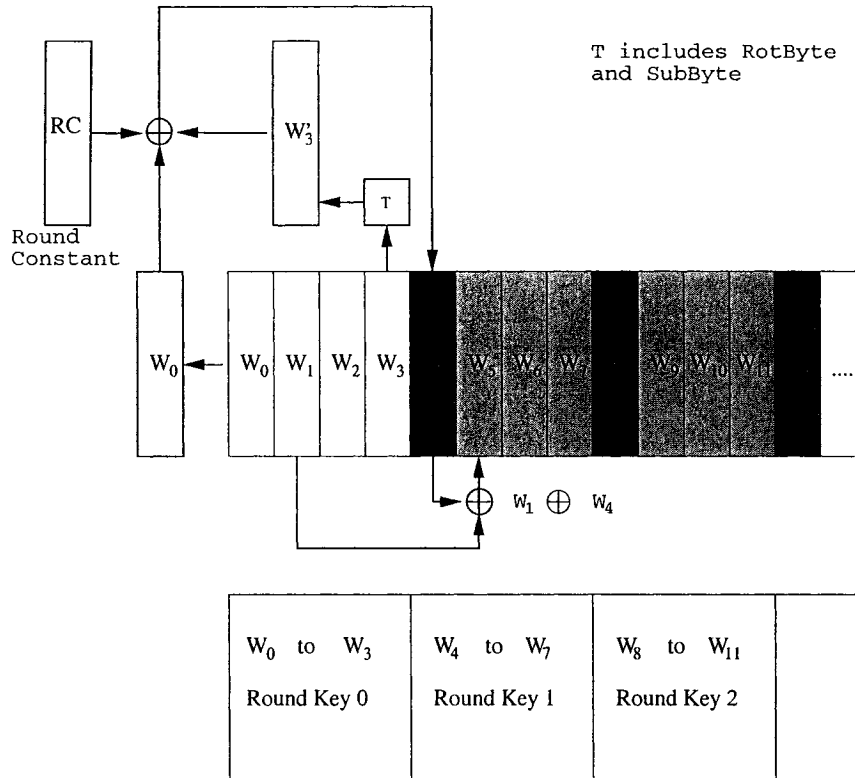 T includes RotByte
and SubByte
RC
W'₃
T
Round
Constant
W₀
W₀
W₁
W₂
W₃
W₅
W₆
W₇
W₉
W₁₀
W₁₁
....
W₁ ⊕ W₄
W₀ to W₃
Round Key 0
W₄ to W₇
Round Key 1
W₈ to W₁₁
Round Key 2